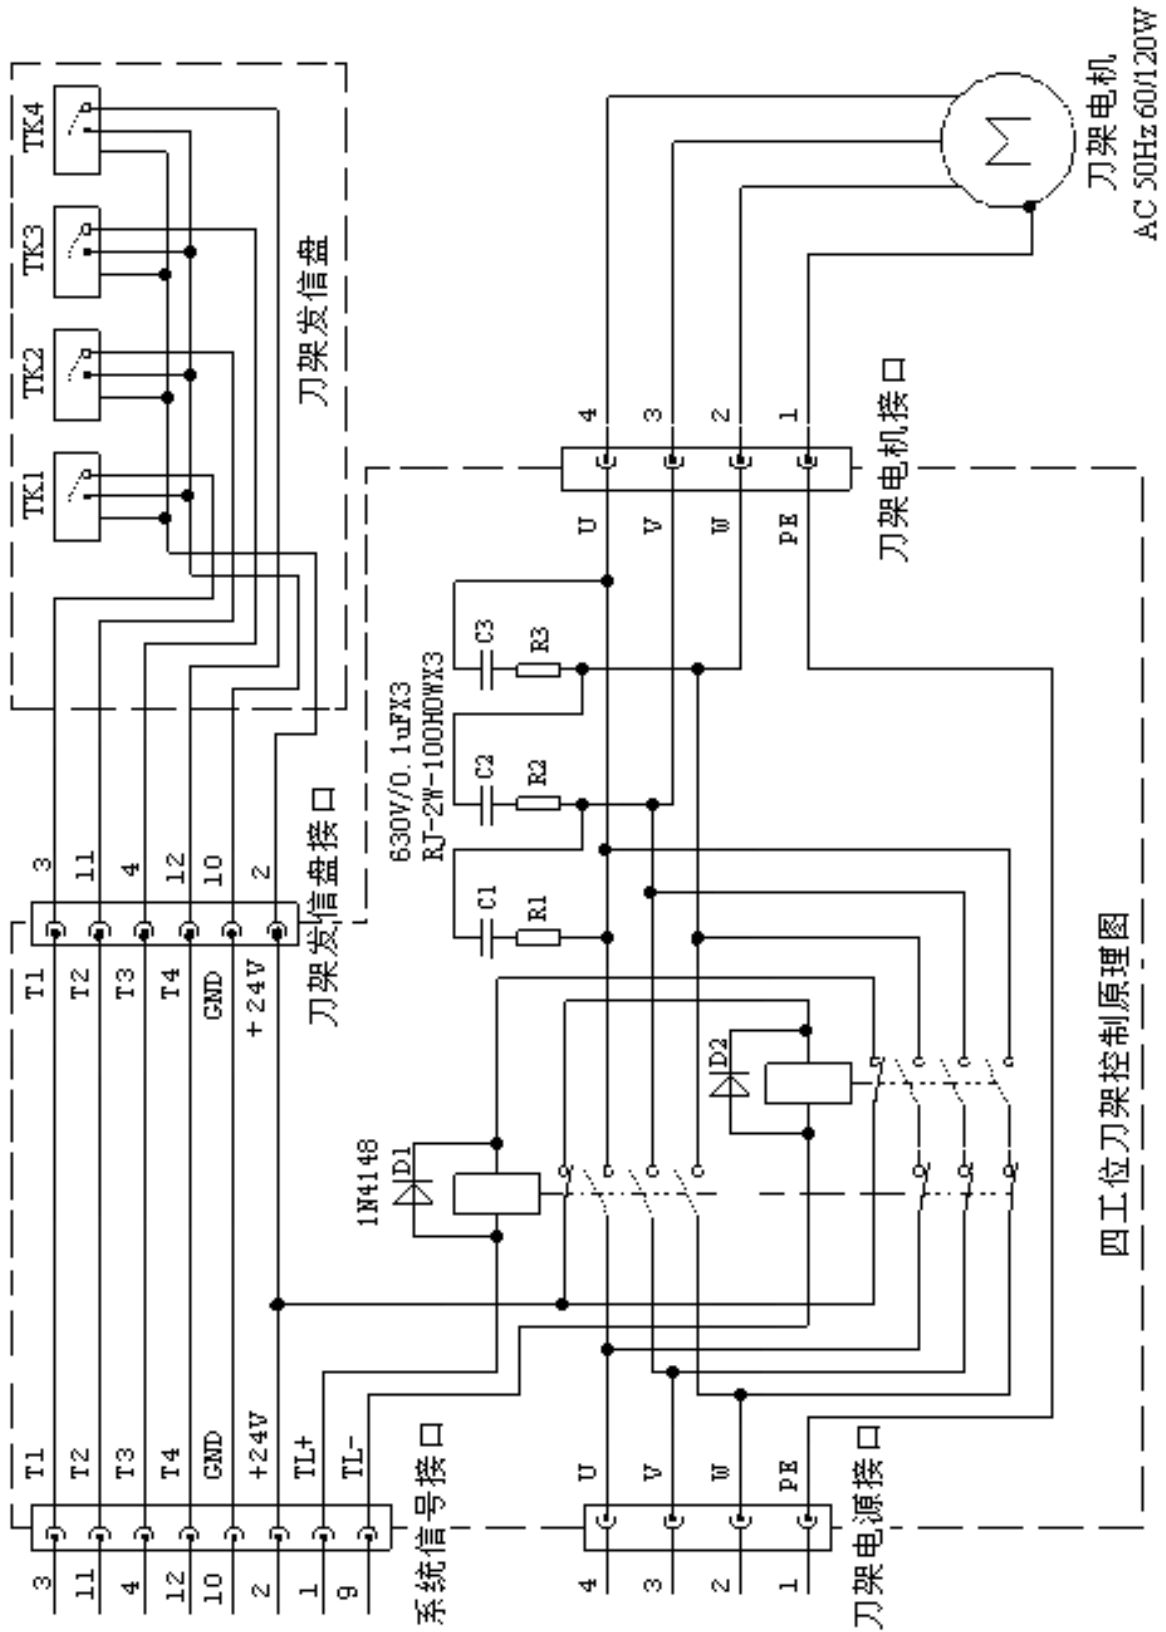 TK1
TK2
TK3
TK4
刀架发信盘
3
11
4
12
10
2
1
9
T1
T2
T3
T4
GND
+24V
TL+
TL-
系统信号接口
T1
T2
T3
T4
GND
+24V
3
11
4
12
10
2
刀架发信盘接口
630V/0.1uFX3
RJ-2W-100HOWX3
C1
C2
C3
R1
R2
R3
1N4148
D1
D2
4
3
2
1
U
V
W
PE
刀架电源接口
U
V
W
PE
4
3
2
1
刀架电机接口
M
刀架电机
AC 50Hz 60/120W
四工位刀架控制原理图